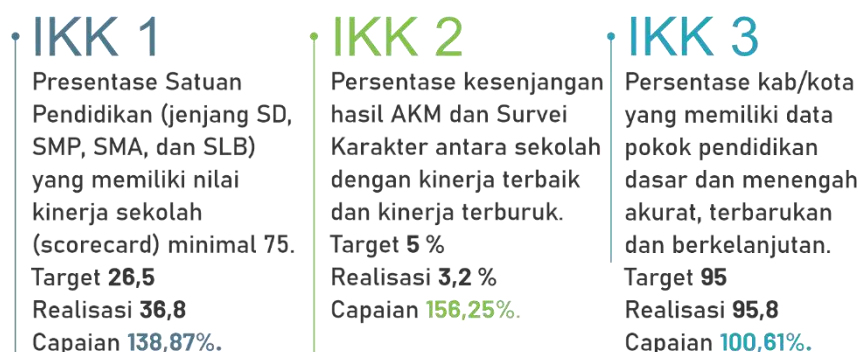 IKK 1
Presentase Satuan
Pendidikan (jenjang SD,
SMP, SMA, dan SLB)
yang memiliki nilai
kinerja sekolah
(scorecard) minimal 75.
Target 26,5
Realisasi 36,8
Capaian 138,87%.
IKK 2
Persentase kesenjangan
hasil AKM dan Survei
Karakter antara sekolah
dengan kinerja terbaik
dan kinerja terburuk.
Target 5 %
Realisasi 3,2 %
Capaian 156,25%.
IKK 3
Persentase kab/kota
yang memiliki data
pokok pendidikan
dasar dan menengah
akurat, terbarukan
dan berkelanjutan.
Target 95
Realisasi 95,8
Capaian 100,61%.